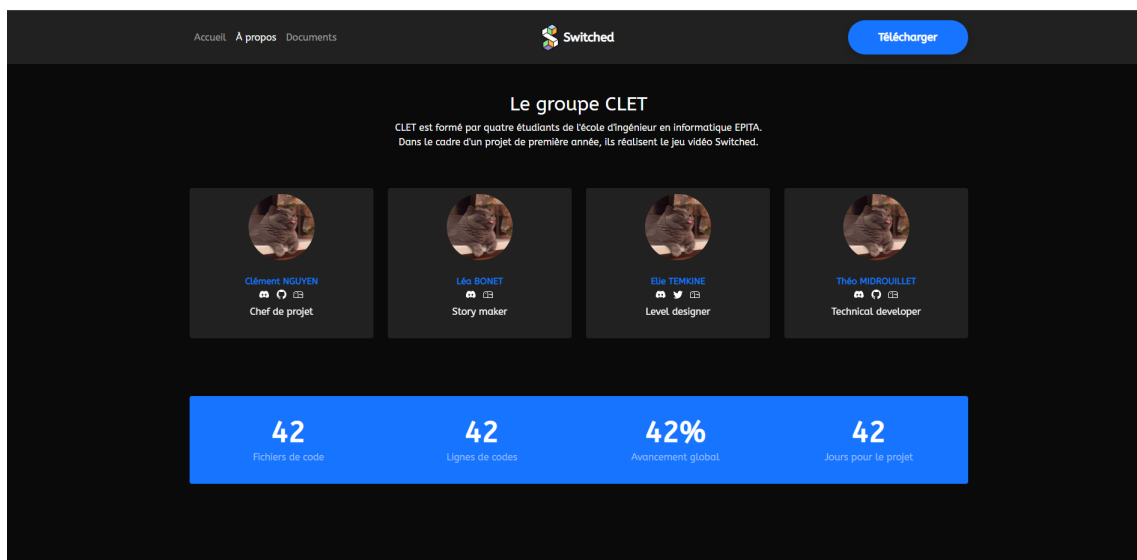 Accueil À propos Documents
Switched
Télécharger
Le groupe CLET
CLET est formé par quatre étudiants de l'école d'ingénieur en informatique EPITA.
Dans le cadre d'un projet de première année, ils réalisent le jeu vidéo Switched.
Clément NGUYEN
Chef de projet
Léa BONET
Story maker
Elie TEMKINE
Level designer
Théo MIDROUILLET
Technical developer
42
Fichiers de code
42
Lignes de codes
42%
Avancement global
42
Jours pour le projet